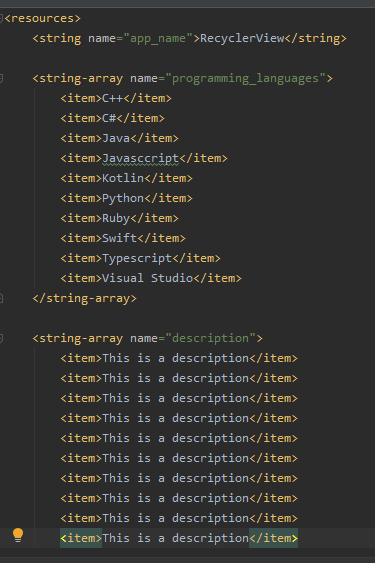 <resources>
<string name="app_name">RecyclerView</string>
<string-array name="programming_languages">
<item>C++</item>
<item>C#</item>
<item>Java</item>
<item>Javasccript</item>
<item>Kotlin</item>
<item>Python</item>
<item>Ruby</item>
<item>Swift</item>
<item>Typescript</item>
<item>Visual Studio</item>
</string-array>
<string-array name="description">
<item>This is a description</item>
<item>This is a description</item>
<item>This is a description</item>
<item>This is a description</item>
<item>This is a description</item>
<item>This is a description</item>
<item>This is a description</item>
<item>This is a description</item>
<item>This is a description</item>
<item>This is a description</item>